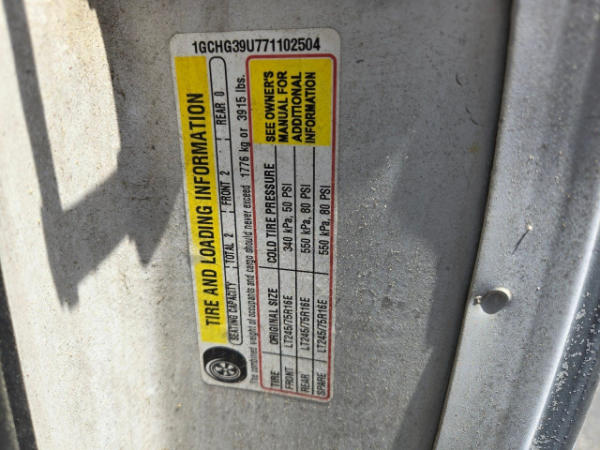 1GCHG39U771102504
TIRE AND LOADING INFORMATION
SEATING CAPACITY TOTAL 2 FRONT 2 REAR 0
The combined weight of occupants and cargo should never exceed 1776 kg or 3915 lbs.
TIRE ORIGINAL SIZE COLD TIRE PRESSURE
FRONT LT245/75R16E 340 kPa, 50 PSI
REAR LT245/75R16E 550 kPa, 80 PSI
SPARE LT245/75R16E 550 kPa, 80 PSI
SEE OWNER'S
MANUAL FOR
ADDITIONAL
INFORMATION